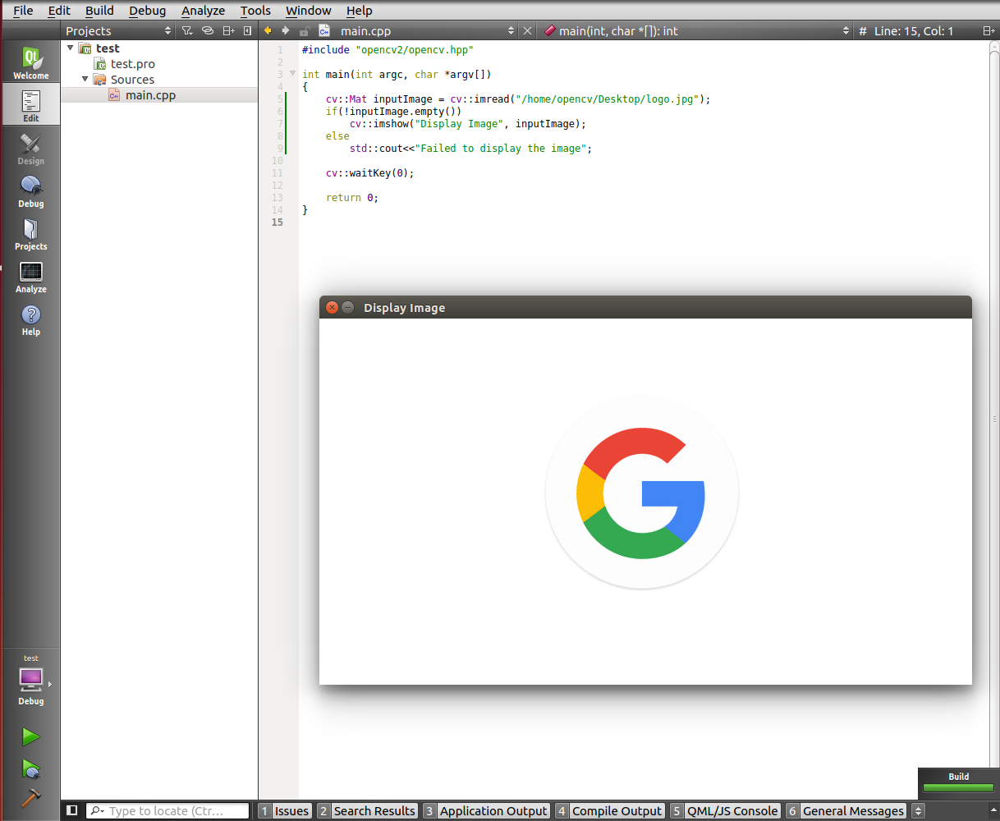 File Edit Build Debug Analyze Tools Window Help
Projects
main.cpp
main(int, char *[]): int
# Line: 15, Col: 1
Welcome
Edit
Design
Debug
Projects
Analyze
Help
test
Debug
test
test.pro
Sources
main.cpp
1 #include "opencv2/opencv.hpp"
2
3 int main(int argc, char *argv[])
4 {
5 cv::Mat inputImage = cv::imread("/home/opencv/Desktop/logo.jpg");
6 if(!inputImage.empty())
7 cv::imshow("Display Image", inputImage);
8 else
9 std::cout<<"Failed to display the image";
10
11 cv::waitKey(0);
12
13 return 0;
14 }
15
Display Image
G
Build
Type to locate (Ctr...
1 Issues 2 Search Results 3 Application Output 4 Compile Output 5 QML/JS Console 6 General Messages